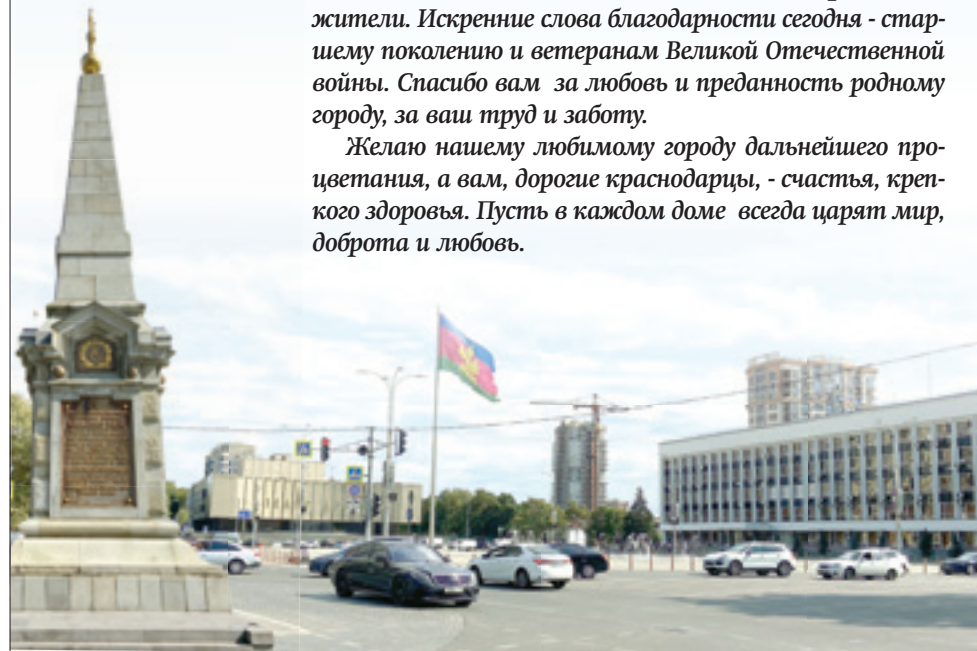 жители. Искренние слова благодарности сегодня - стар-
шему поколению и ветеранам Великой Отечественной
войны. Спасибо вам за любовь и преданность родному
городу, за ваш труд и заботу.
Желаю нашему любимому городу дальнейшего про-
цветания, а вам, дорогие краснодарцы, - счастья, креп-
кого здоровья. Пусть в каждом доме всегда царят мир,
доброта и любовь.